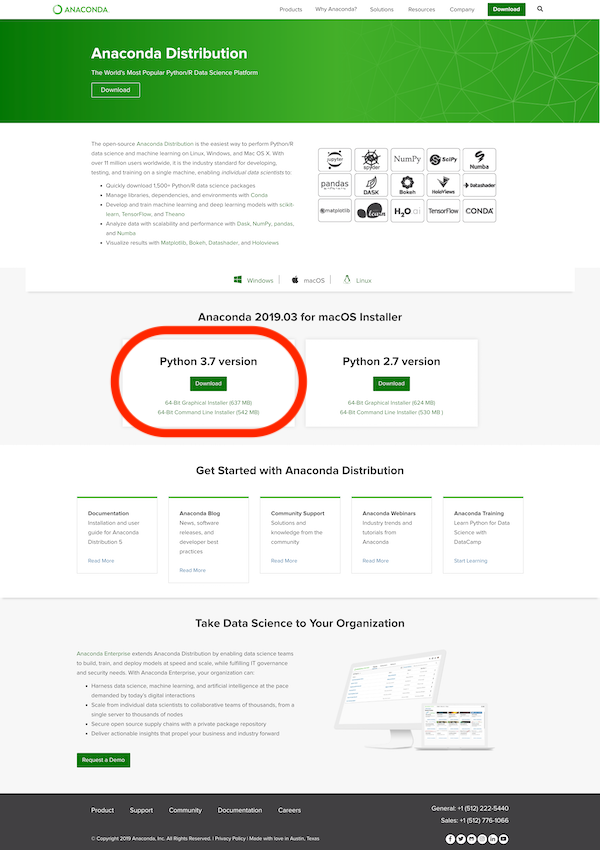 ANACONDA
Products Why Anaconda? Solutions Resources Company Download
Anaconda Distribution
The World's Most Popular Python/R Data Science Platform
Download
The open-source Anaconda Distribution is the easiest way to perform Python/R
data science and machine learning on Linux, Windows, and Mac OS X. With
over 11 million users worldwide, it is the industry standard for developing,
testing, and training on a single machine, enabling individual data scientists to:
• Quickly download 1,500+ Python/R data science packages
• Manage libraries, dependencies, and environments with Conda
• Develop and train machine learning and deep learning models with scikit-
learn, TensorFlow, and Theano
• Analyze data with scalability and performance with Dask, NumPy, pandas,
and Numba
• Visualize results with Matplotlib, Bokeh, Datashader, and Holoviews
jupyter spyder NumPy SciPy Numba
pandas DASK Bokeh HoloViews Datashader
matplotlib learn H2O.ai TensorFlow CONDA
Windows | macOS | Linux
Anaconda 2019.03 for macOS Installer
Python 3.7 version
Download
64-Bit Graphical Installer (637 MB)
64-Bit Command Line Installer (542 MB)
Python 2.7 version
Download
64-Bit Graphical Installer (624 MB)
64-Bit Command Line Installer (530 MB )
Get Started with Anaconda Distribution
Documentation
Installation and user
guide for Anaconda
Distribution 5
Read More
Anaconda Blog
News, software
releases, and
developer best
practices
Read More
Community Support
Solutions and
knowledge from the
community
Read More
Anaconda Webinars
Industry trends and
tutorials from
Anaconda
Read More
Anaconda Training
Learn Python for Data
Science with
DataCamp
Start Learning
Take Data Science to Your Organization
Anaconda Enterprise extends Anaconda Distribution by enabling data science teams
to build, train, and deploy models at speed and scale, while fulfilling IT governance
and security needs. With Anaconda Enterprise, your organization can:
• Harness data science, machine learning, and artificial intelligence at the pace
demanded by today's digital interactions
• Scale from individual data scientists to collaborative teams of thousands, from a
single server to thousands of nodes
• Secure open source supply chains with a private package repository
• Deliver actionable insights that propel your business and industry forward
Request a Demo
Product Support Community Documentation Careers
General: +1 (512) 222-5440
Sales: +1 (512) 776-1066
© Copyright 2019 Anaconda, Inc. All Rights Reserved. | Privacy Policy | Made with love in Austin, Texas